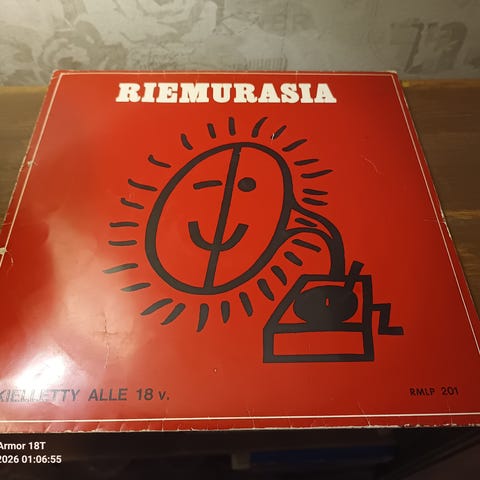 RIEMURASIA
KIELLETTY ALLE 18 v.
RMLP 201
Armor 18T
2026 01:06:55